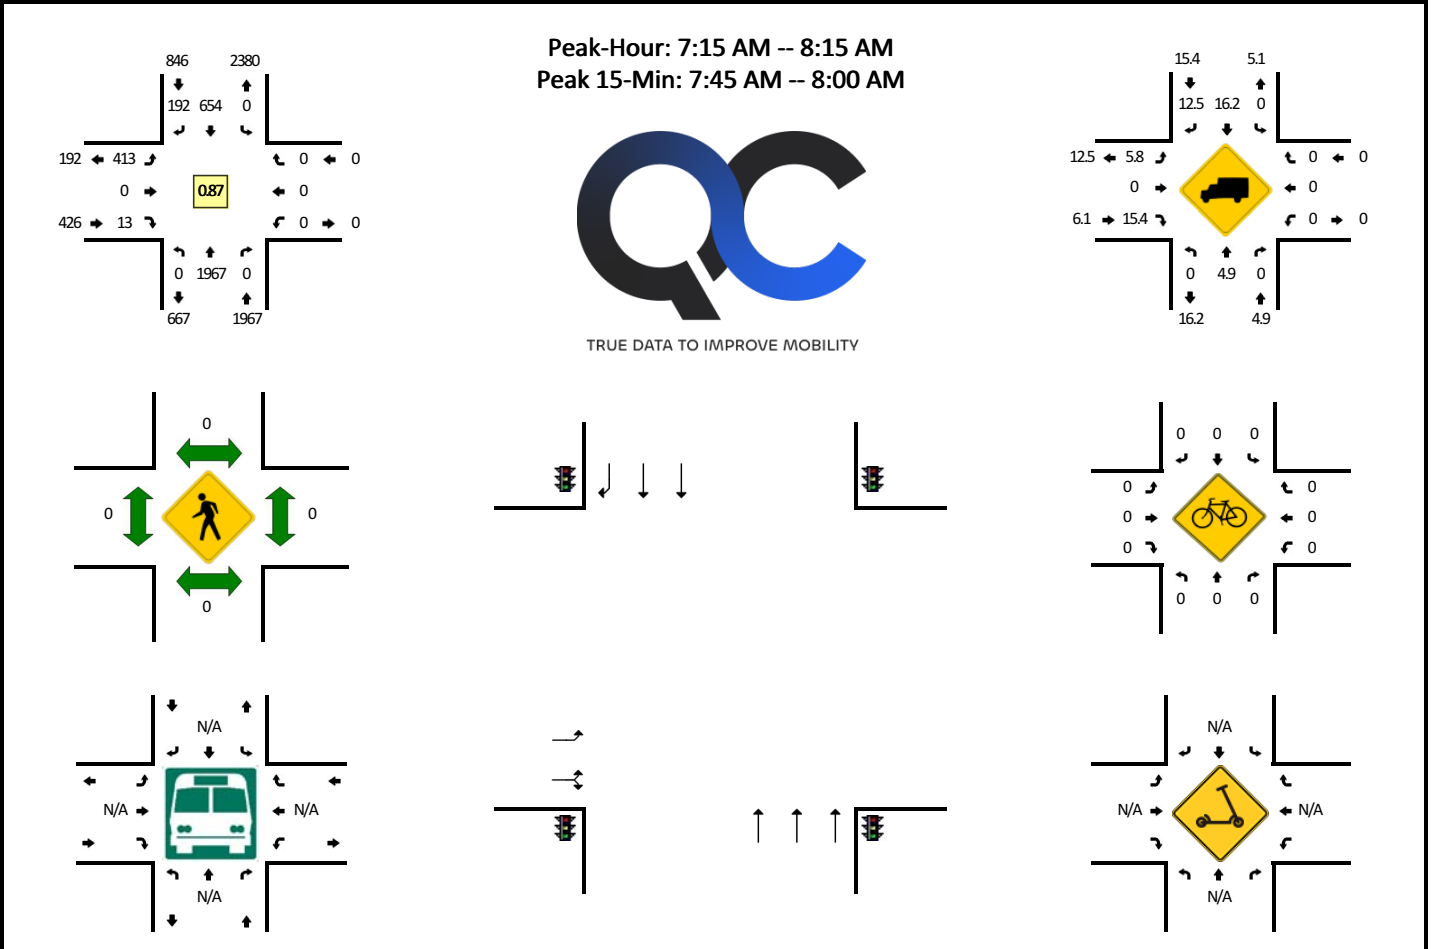 Peak-Hour: 7:15 AM -- 8:15 AM
Peak 15-Min: 7:45 AM -- 8:00 AM
846 2380
192 654 0
192 413 0 0
0 0.87 0
426 13 0 0
0 1967 0
667 1967
QC
TRUE DATA TO IMPROVE MOBILITY
15.4 5.1
12.5 16.2 0
12.5 5.8 0 0
0 0
6.1 15.4 0 0
0 4.9 0
16.2 4.9
0
0 0
0
0 0 0
0 0
0 0
0 0
0 0 0
N/A
N/A N/A
N/A
N/A
N/A N/A
N/A